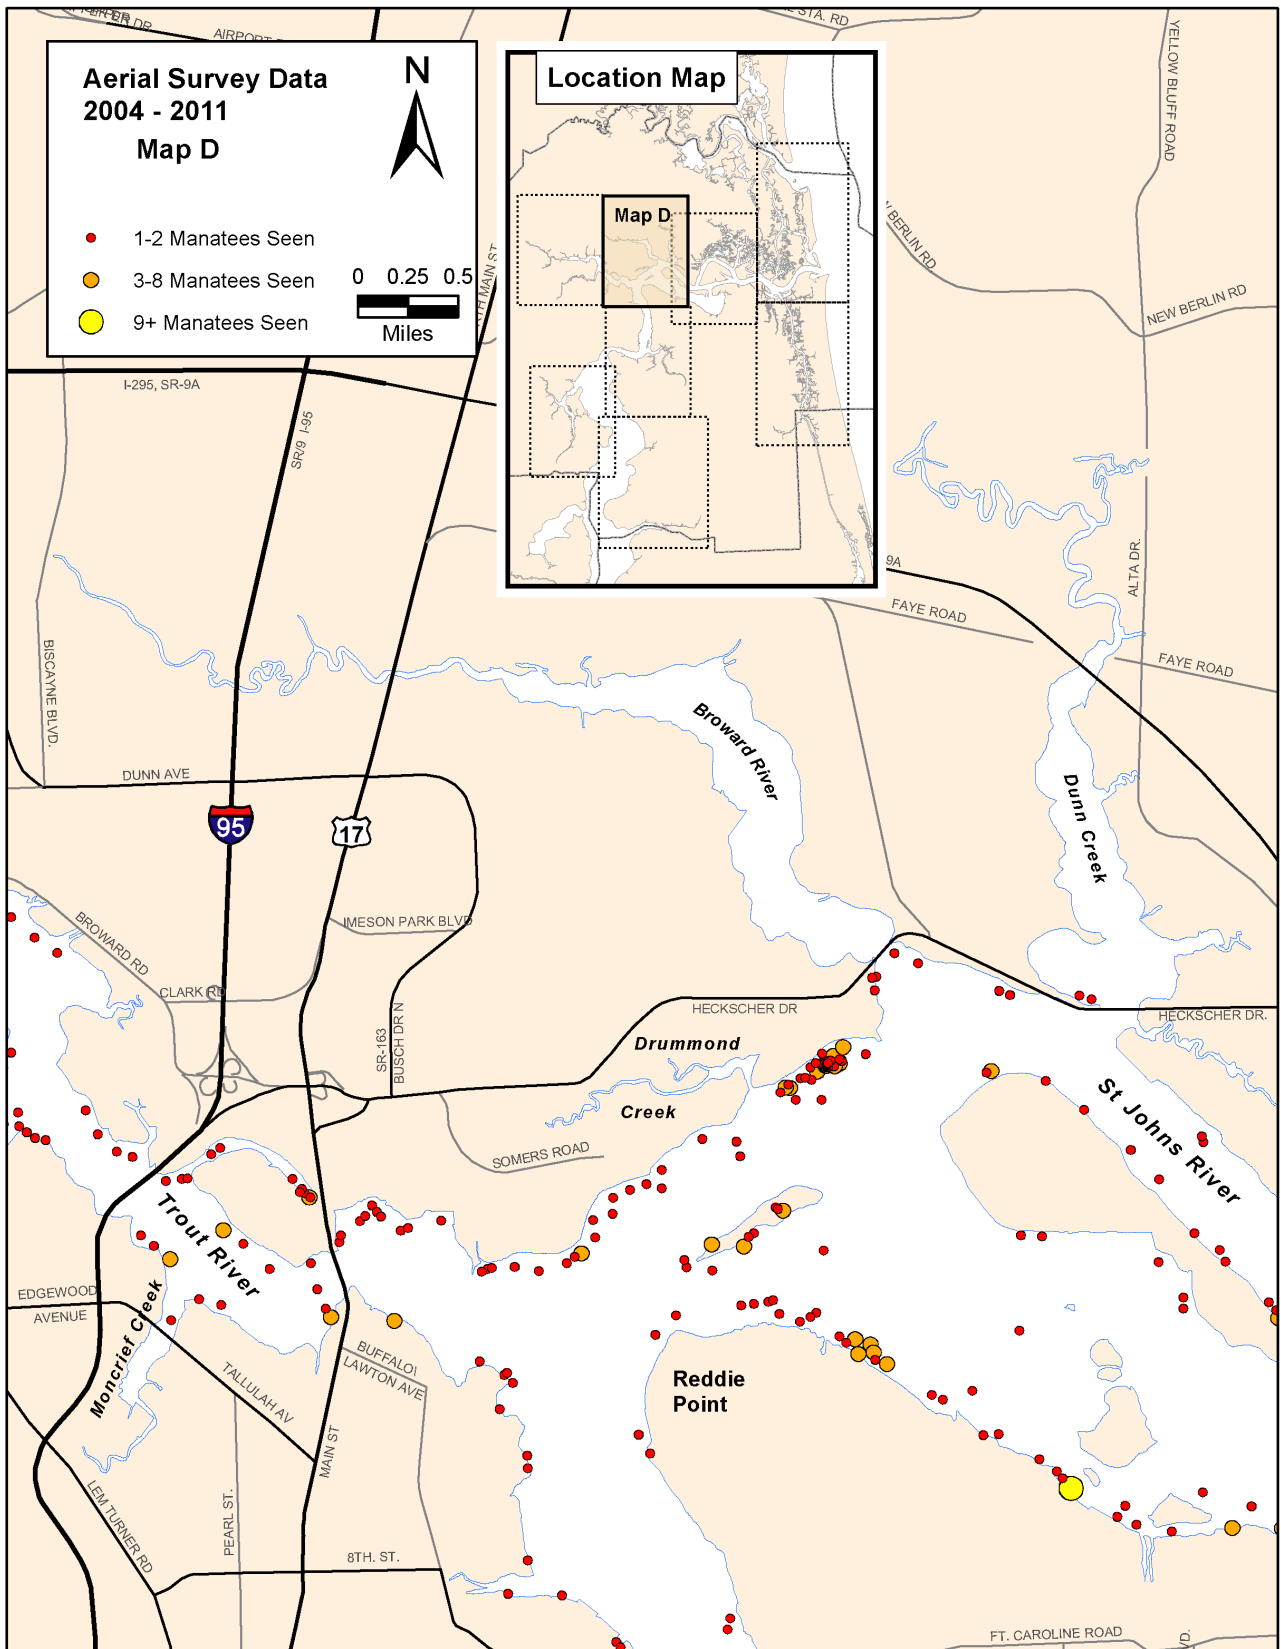 AIRPORT
STA. RD
YELLOW BLUFF ROAD
Aerial Survey Data
2004 - 2011
Map D
N
1-2 Manatees Seen
3-8 Manatees Seen
9+ Manatees Seen
0 0.25 0.5
Miles
Location Map
Map D
BERLIN RD
NEW BERLIN RD
MAIN ST
I-295, SR-9A
SR/9 I-95
9A
ALTA DR.
FAYE ROAD
FAYE ROAD
BISCAYNE BLVD.
Broward River
Dunn Creek
DUNN AVE
95
17
BROWARD RD
IMESON PARK BLVD
CLARK RD
SR-163
BUSCH DR N
HECKSCHER DR
HECKSCHER DR.
Drummond
Creek
SOMERS ROAD
St Johns River
Trout River
Moncrief Creek
EDGEWOOD
AVENUE
BUFFALO
LAWTON AVE
TALLULAH AV
Reddie
Point
MAIN ST
LEM TURNER RD
PEARL ST.
8TH. ST.
FT. CAROLINE ROAD